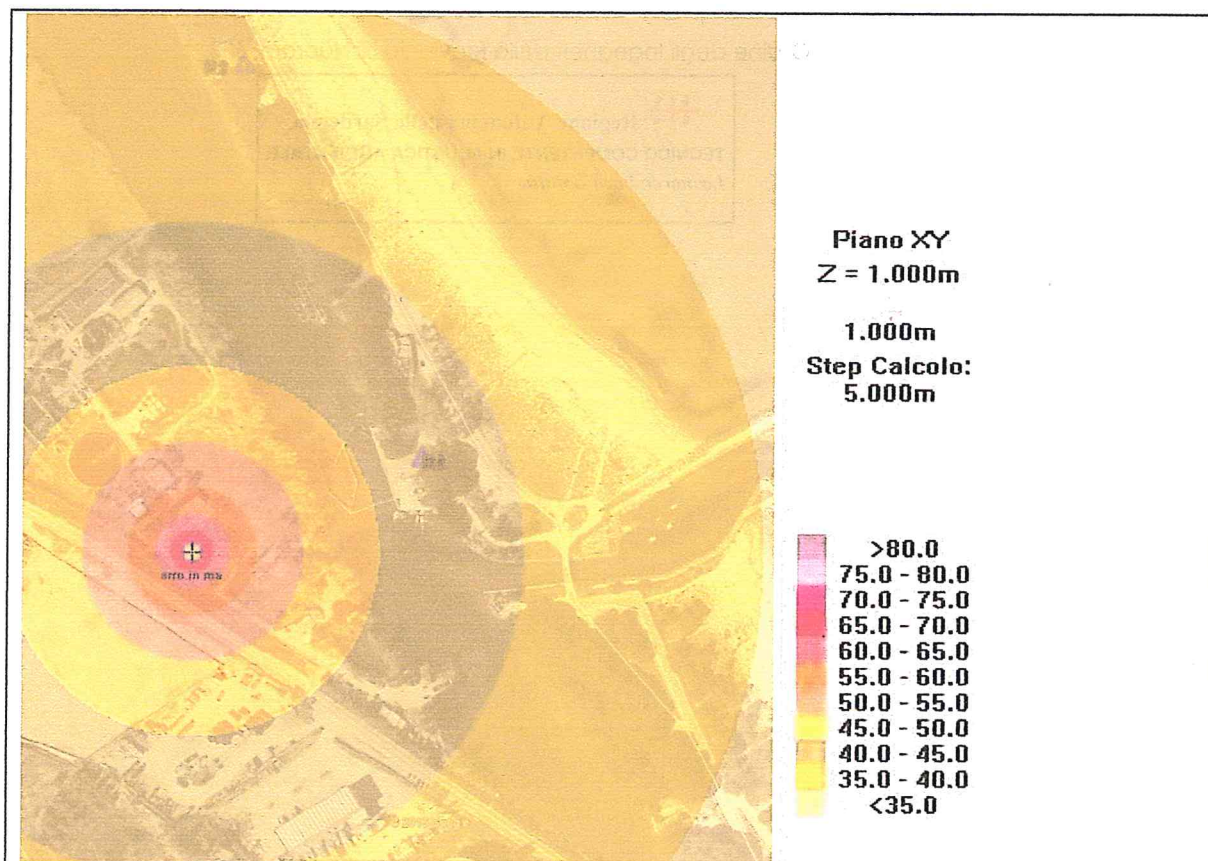 Piano XY
Z = 1.000m
1.000m
Step Calcolo:
5.000m
>80.0
75.0 - 80.0
70.0 - 75.0
65.0 - 70.0
60.0 - 65.0
55.0 - 60.0
50.0 - 55.0
45.0 - 50.0
40.0 - 45.0
35.0 - 40.0
<35.0